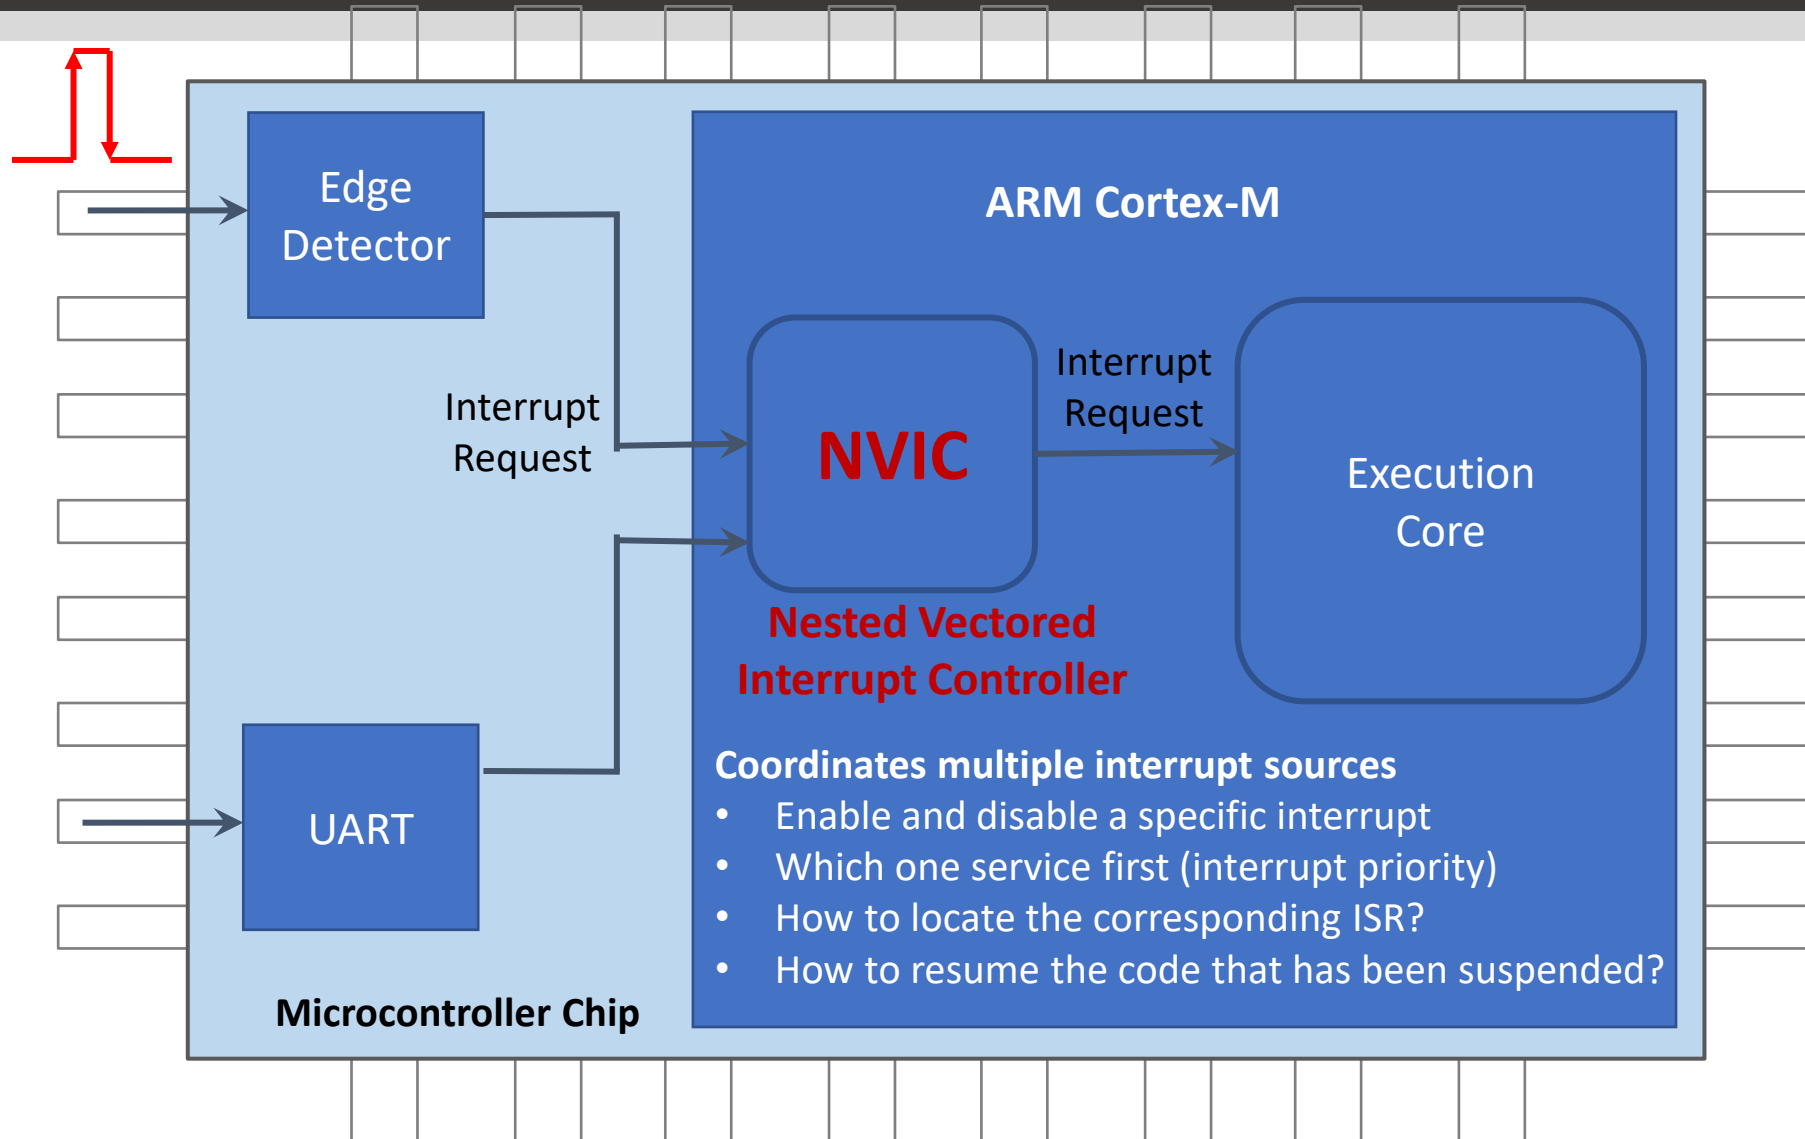 Edge
Detector
ARM Cortex-M
Interrupt
Request
Interrupt
Request
NVIC
Execution
Core
Nested Vectored
Interrupt Controller
UART
Coordinates multiple interrupt sources
• Enable and disable a specific interrupt
• Which one service first (interrupt priority)
• How to locate the corresponding ISR?
• How to resume the code that has been suspended?
Microcontroller Chip